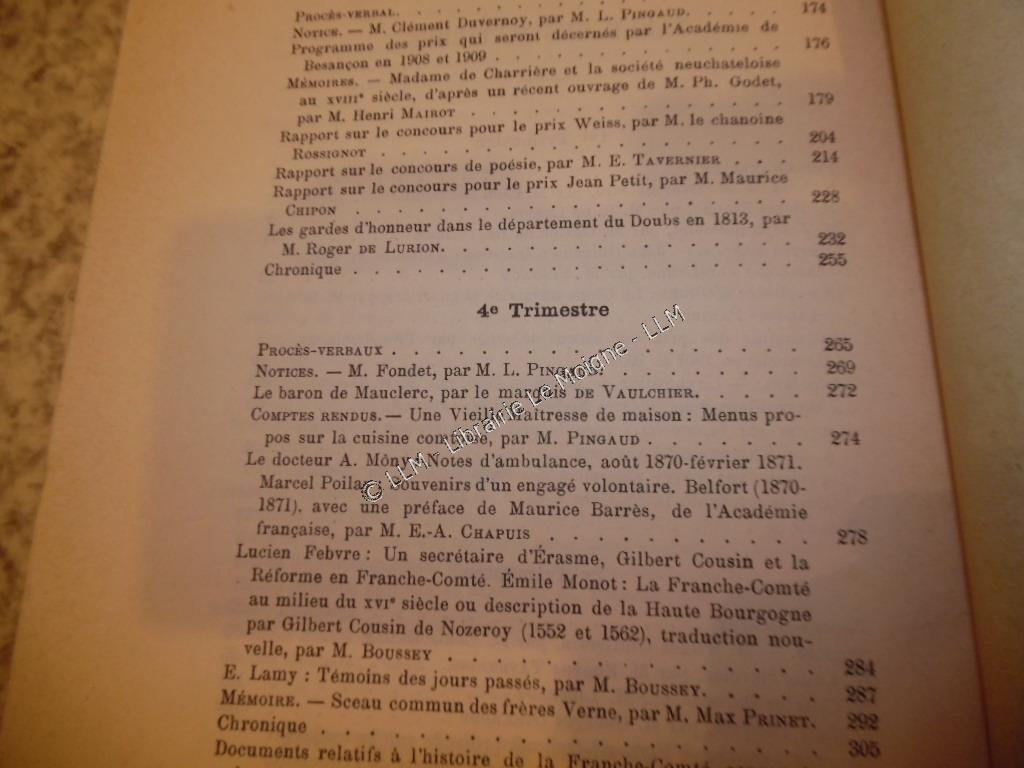 PROCÈS-VERBAL. . . . . . . . . . . . . . . . 174
NOTICE. — M. Clément Duvernoy, par M. L. PINGAUD. . . . .
Programme des prix qui seront décernés par l'Académie de
Besançon en 1908 et 1909 . . . . . . . . . . . . . 176
MÉMOIRES. — Madame de Charrière et la société neuchateloise
au XVIIIe siècle, d'après un récent ouvrage de M. Ph. Godet,
par M. Henri MAIROT . . . . . . . . . . . . . . 179
Rapport sur le concours pour le prix Weiss, par M. le chanoine
ROSSIGNOT . . . . . . . . . . . . . . . . . . 204
Rapport sur le concours de poésie, par M. E. TAVERNIER . . . 214
Rapport sur le concours pour le prix Jean Petit, par M. Maurice
CHIPON . . . . . . . . . . . . . . . . . . . 228
Les gardes d'honneur dans le département du Doubs en 1813, par
M. Roger DE LURION. . . . . . . . . . . . . . . 232
Chronique . . . . . . . . . . . . . . . . . . . 255
4e Trimestre
PROCÈS-VERBAUX . . . . . . . . . . . . . . . . . 265
NOTICES. — M. Fondet, par M. L. PINGAUD. . . . . . . . . 269
Le baron de Mauclerc, par le marquis DE VAULCHIER. . . . . 272
COMPTES RENDUS. — Une Vieille Maîtresse de maison : Menus pro-
pos sur la cuisine comtoise, par M. PINGAUD . . . . . . . 274
Le docteur A. Môny : Notes d'ambulance, août 1870-février 1871.
Marcel Poilay : Souvenirs d'un engagé volontaire. Belfort (1870-
1871), avec une préface de Maurice Barrès, de l'Académie
française, par M. E.-A. CHAPUIS . . . . . . . . . . . 278
Lucien Febvre : Un secrétaire d'Érasme, Gilbert Cousin et la
Réforme en Franche-Comté. Émile Monot : La Franche-Comté
au milieu du XVIe siècle ou description de la Haute Bourgogne
par Gilbert Cousin de Nozeroy (1552 et 1562), traduction nou-
velle, par M. BOUSSEY . . . . . . . . . . . . . . 284
E. Lamy : Témoins des jours passés, par M. BOUSSEY. . . . . 287
MÉMOIRE. — Sceau commun des frères Verne, par M. Max PRINET. 292
Chronique . . . . . . . . . . . . . . . . . . . 305
Documents relatifs à l'histoire de la Franche-Comté
© LLM - Librairie Le Moigne - LLM